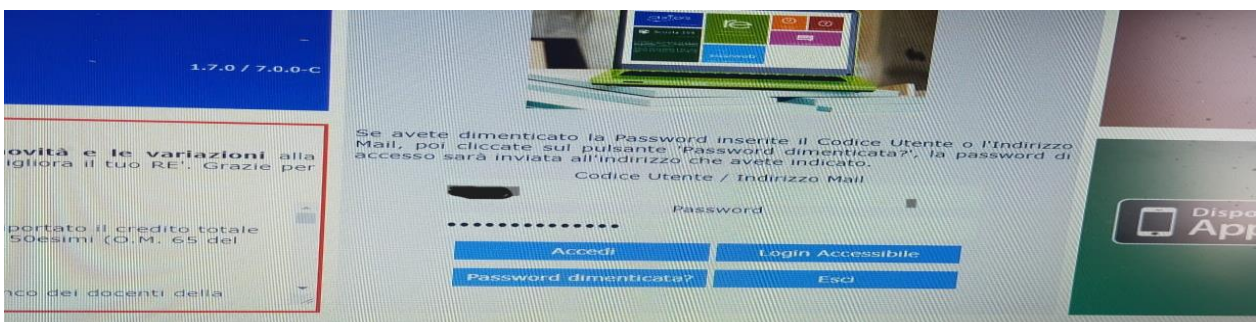 1.7.0 / 7.0.0-C
ovità e le variazioni alla
igliora il tuo RE'. Grazie per
portato il credito totale
50esimi (O.M. 65 del
nco dei docenti della
re
Scuola 359
Se avete dimenticato la Password inserite il Codice Utente o l'Indirizzo
Mail, poi cliccate sul pulsante 'Password dimenticata?', la password di
accesso sarà inviata all'indirizzo che avete indicato.
Codice Utente / Indirizzo Mail
Password
Accedi
Login Accessibile
Password dimenticata?
Esci
Dispo
App